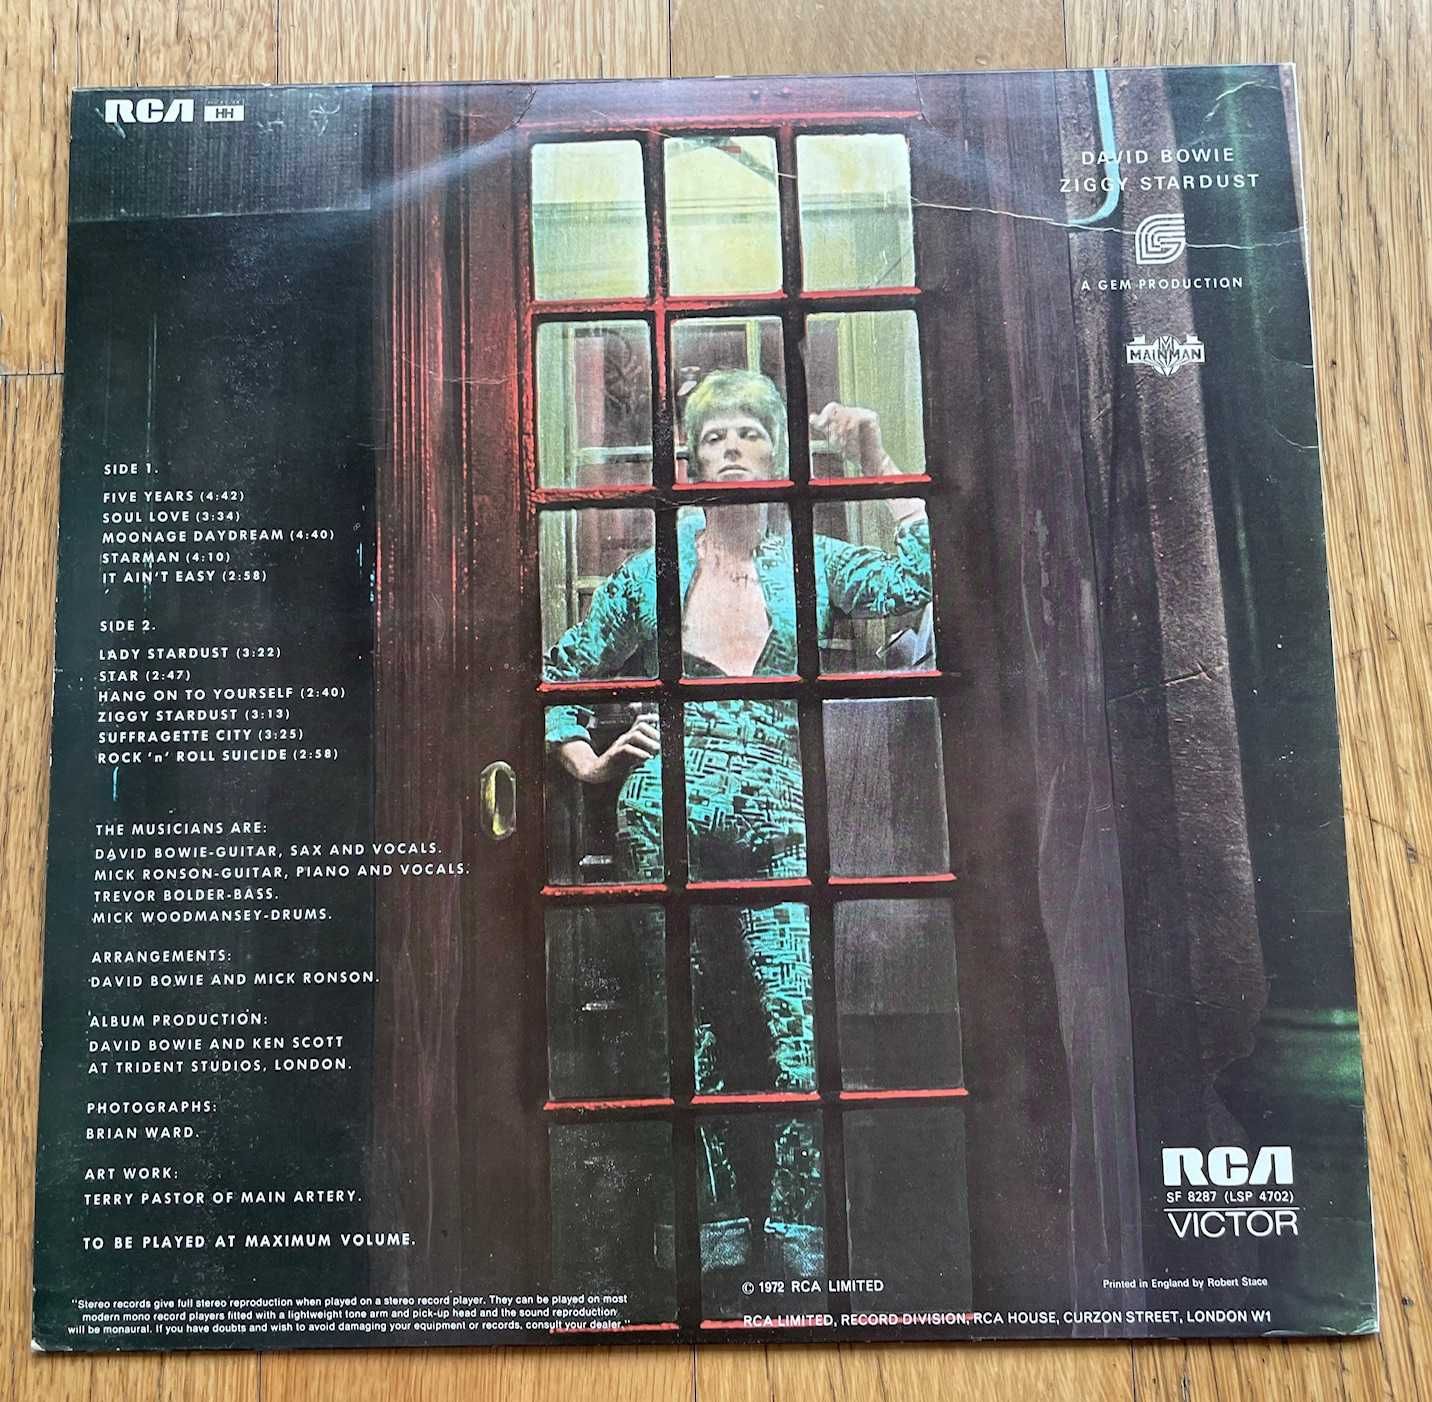 RCA HH
DAVID BOWIE
ZIGGY STARDUST
A GEM PRODUCTION
MAINMAN
SIDE 1.
FIVE YEARS (4:42)
SOUL LOVE (3:34)
MOONAGE DAYDREAM (4:40)
STARMAN (4:10)
IT AIN'T EASY (2:58)
SIDE 2.
LADY STARDUST (3:22)
STAR (2:47)
HANG ON TO YOURSELF (2:40)
ZIGGY STARDUST (3:13)
SUFFRAGETTE CITY (3:25)
ROCK 'n' ROLL SUICIDE (2:58)
THE MUSICIANS ARE:
DAVID BOWIE-GUITAR, SAX AND VOCALS.
MICK RONSON-GUITAR, PIANO AND VOCALS.
TREVOR BOLDER-BASS.
MICK WOODMANSEY-DRUMS.
ARRANGEMENTS:
DAVID BOWIE AND MICK RONSON.
ALBUM PRODUCTION:
DAVID BOWIE AND KEN SCOTT
AT TRIDENT STUDIOS, LONDON.
PHOTOGRAPHS:
BRIAN WARD.
ART WORK:
TERRY PASTOR OF MAIN ARTERY.
TO BE PLAYED AT MAXIMUM VOLUME.
"Stereo records give full stereo reproduction when played on a stereo record player. They can be played on most
modern mono record players fitted with a lightweight tone arm and pick-up head and the sound reproduction
will be monaural. If you have doubts and wish to avoid damaging your equipment or records, consult your dealer."
RCA
SF 8287 (LSP 4702)
VICTOR
© 1972 RCA LIMITED
Printed in England by Robert Stace
RCA LIMITED, RECORD DIVISION, RCA HOUSE, CURZON STREET, LONDON W1